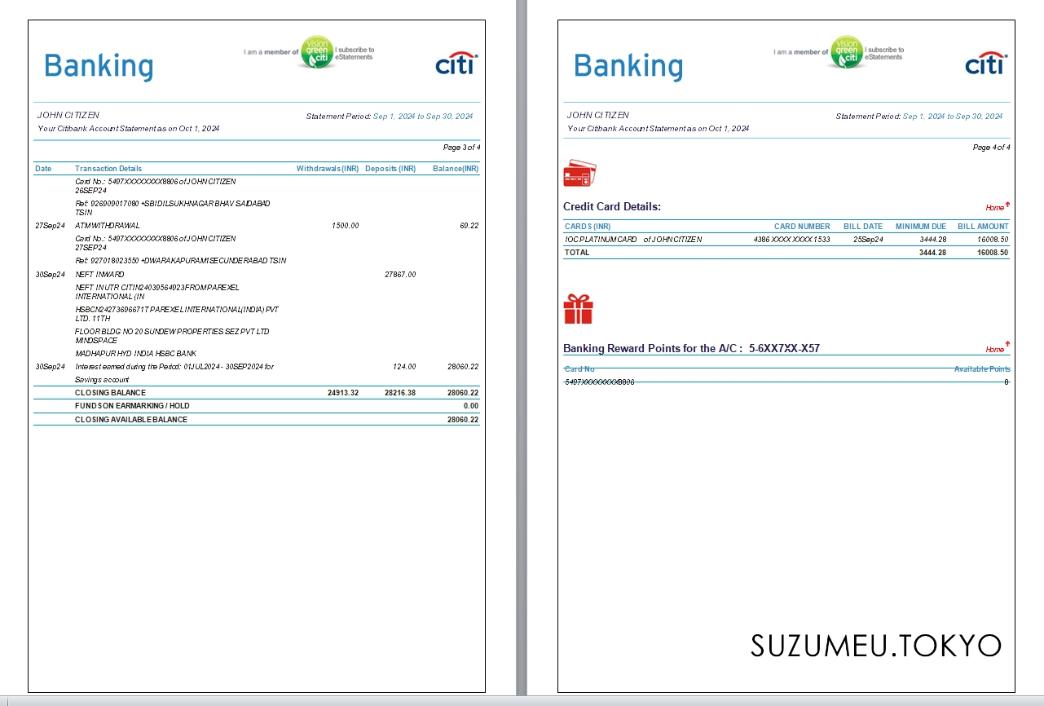 Banking
I am a member of
vision
green
citi
I subscribe to
eStatements
citi
JOHN CITIZEN
Statement Period: Sep 1, 2024 to Sep 30, 2024
Your Citibank Account Statement as on Oct 1, 2024
Page 3 of 4
Date Transaction Details Withdrawals(INR) Deposits (INR) Balance(INR)
Card No.: 5497XXXXXXXX8806 of JOHN CITIZEN
26SEP24
Ref: 926909017080 +SBIDILSUKHNAGAR BHAV SAIDABAD
TSIN
27Sep24 ATM WITHDRAWAL 1500.00 69.22
Card No.: 5497XXXXXXXX8806 of JOHN CITIZEN
27SEP24
Ref: 927018023550 +DWARAKAPURAM1SECUNDERABAD TSIN
30Sep24 NEFT INWARD 27867.00
NEFT IN UTR CITIN24039564923 FROM PAREXEL
INTERNATIONAL (IN
HSBCN24273696671T PAREXEL INTERNATIONAL(INDIA) PVT
LTD. 11TH
FLOOR BLDG NO 20 SUNDEW PROPERTIES SEZ PVT LTD
MINDSPACE
MADHAPUR HYD INDIA HSBC BANK
30Sep24 Interest earned during the Period: 01JUL2024 - 30SEP2024 for 124.00 28060.22
Savings account
CLOSING BALANCE 24913.32 28216.38 28060.22
FUNDS ON EARMARKING / HOLD 0.00
CLOSING AVAILABLE BALANCE 28060.22
Banking
I am a member of
vision
green
citi
I subscribe to
eStatements
citi
JOHN CITIZEN
Statement Period: Sep 1, 2024 to Sep 30, 2024
Your Citibank Account Statement as on Oct 1, 2024
Page 4 of 4
Credit Card Details:
Home
CARDS (INR) CARD NUMBER BILL DATE MINIMUM DUE BILL AMOUNT
IOC PLATINUM CARD of JOHN CITIZEN 4386 XXXX XXXX 1533 25Sep24 3444.28 16008.50
TOTAL 3444.28 16008.50
Banking Reward Points for the A/C : 5-6XX7XX-X57
Home
Card No Available Points
5497XXXXXXXX8806 0
SUZUMEU.TOKYO